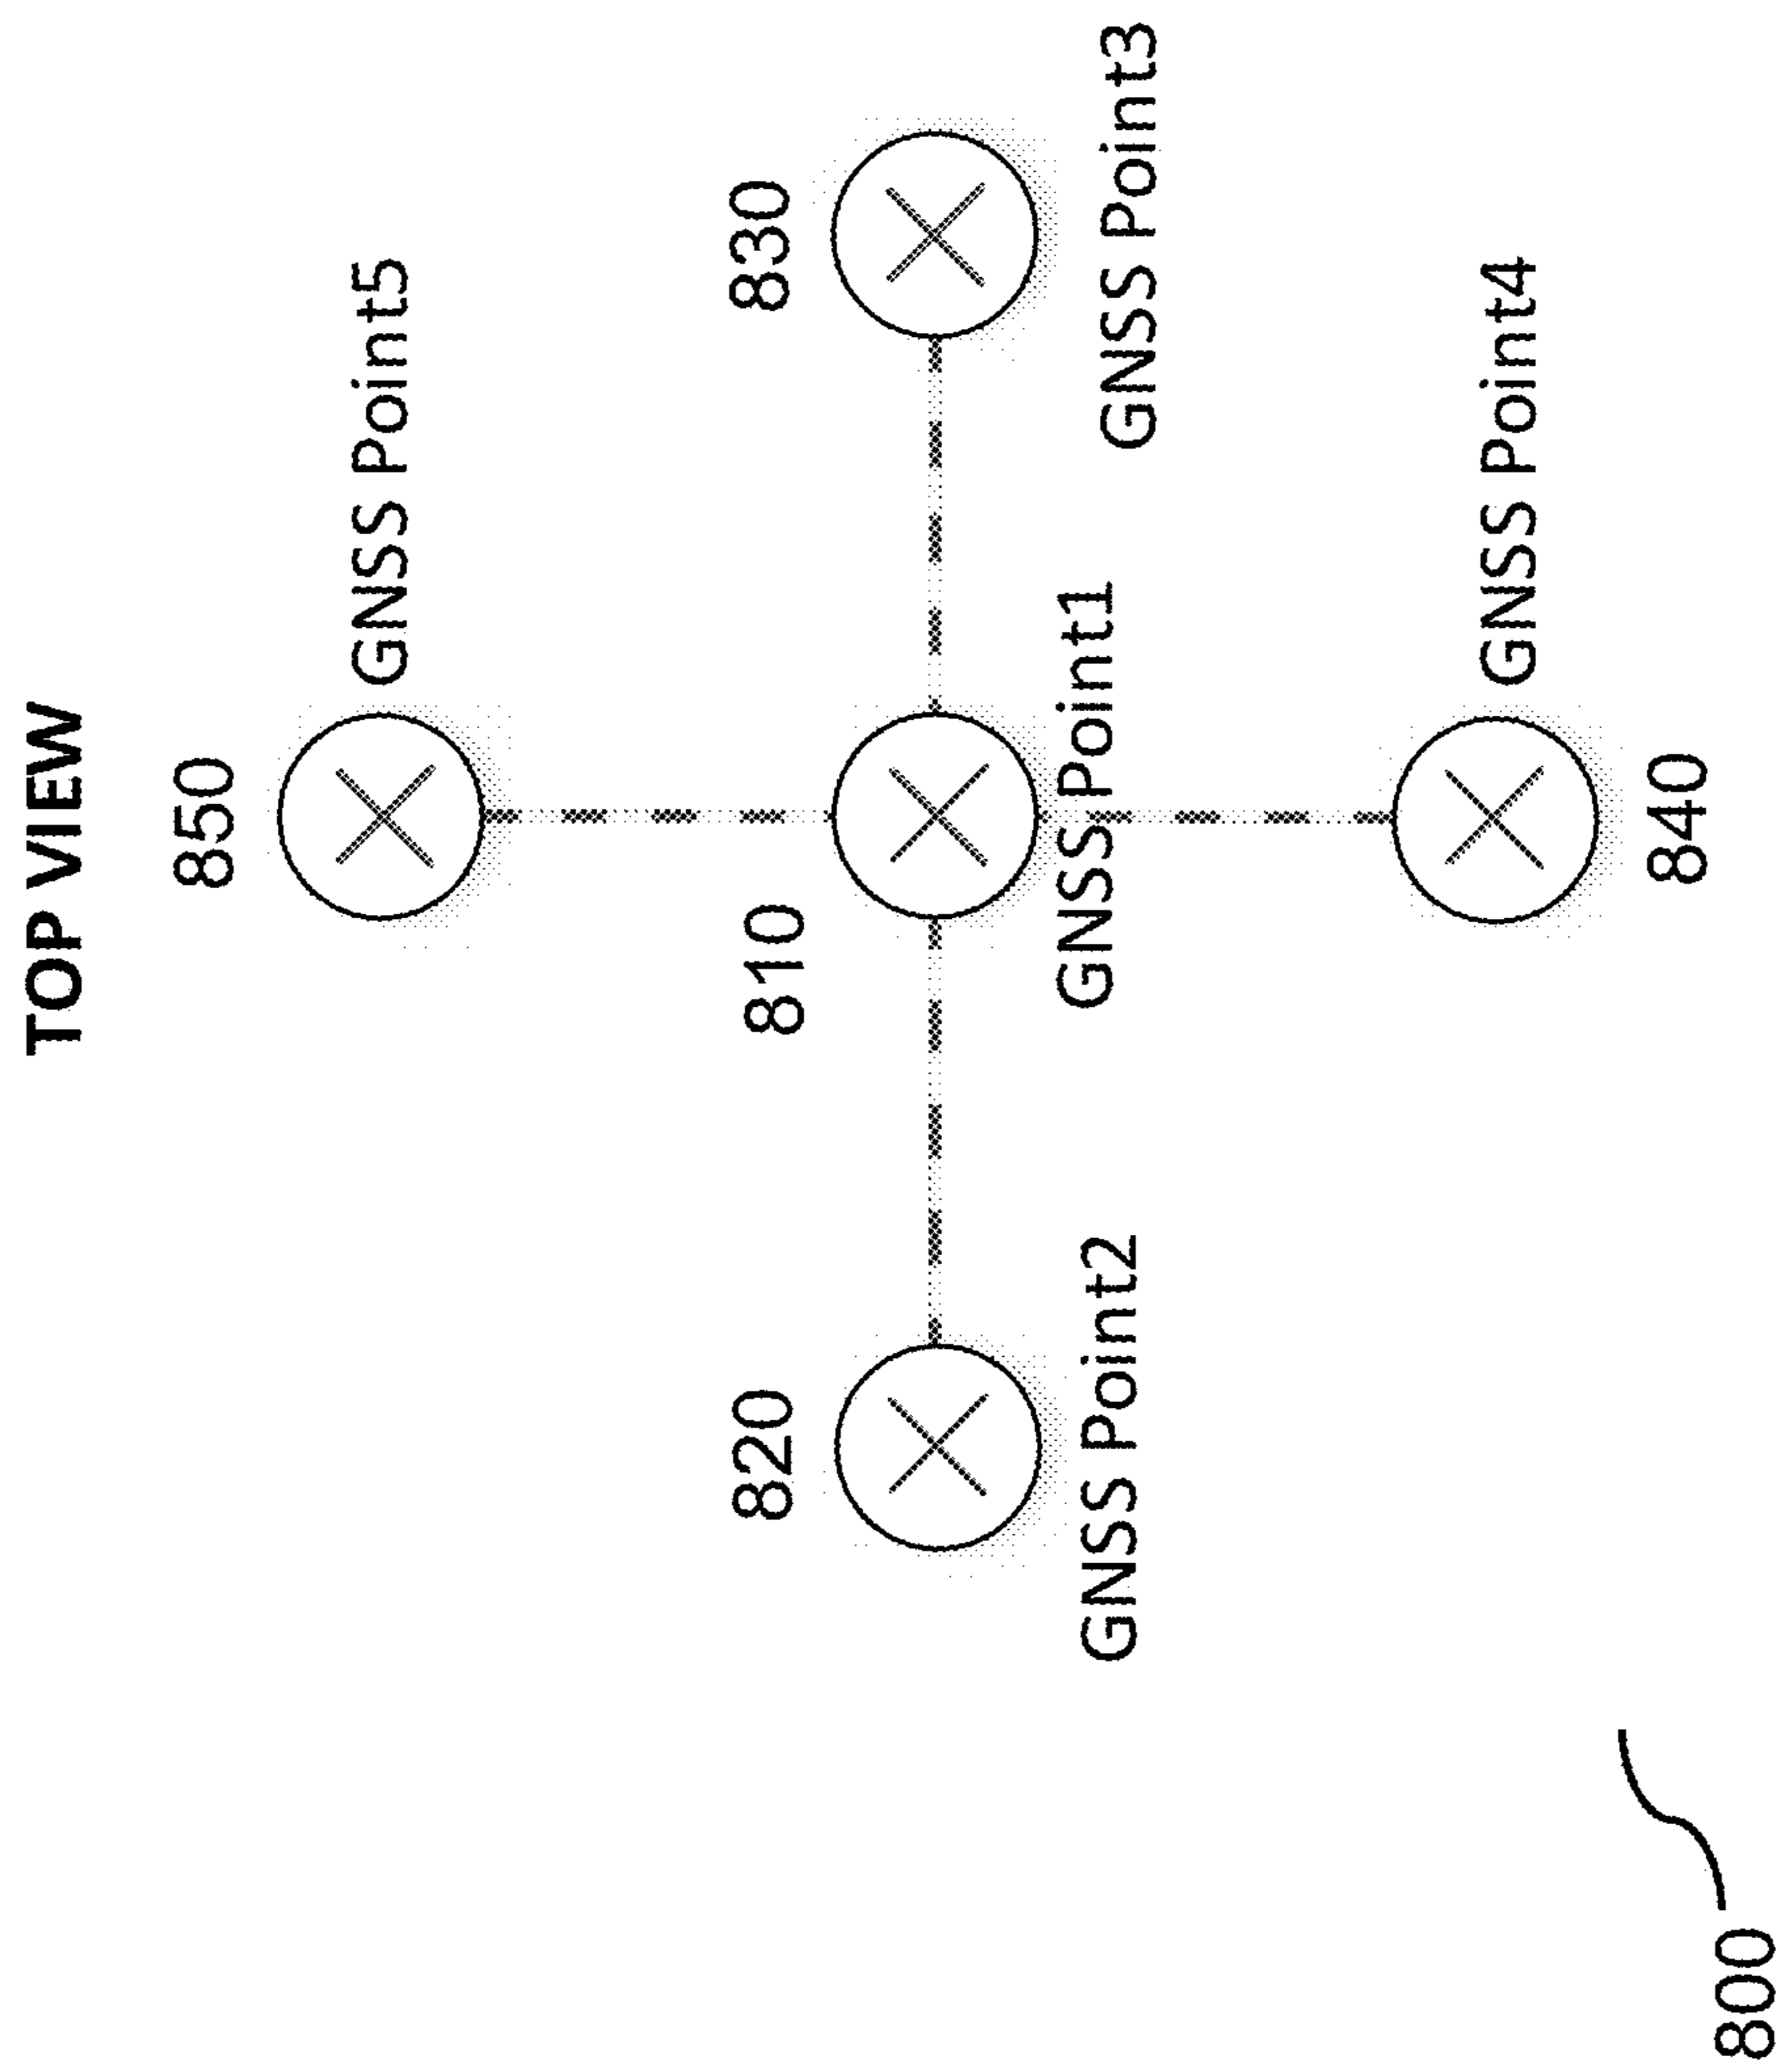 TOP VIEW
850
GNSS Point5
820
810
830
GNSS Point2
GNSS Point1
GNSS Point3
GNSS Point4
840
800